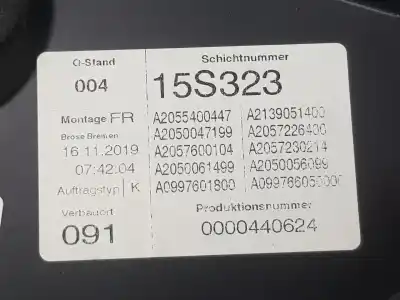 Q-Stand
004
Schichtnummer
15S323
Montage FR
Brose Bremen
16.11.2019
07:42:04
Auftragstyp K
Verbauort
091
A2055400447 A2139051400
A2050047199 A2057226400
A2057600104 A2057230214
A2050061499 A2050056099
A0997601800 A09976605
Produktionsnummer
0000440624